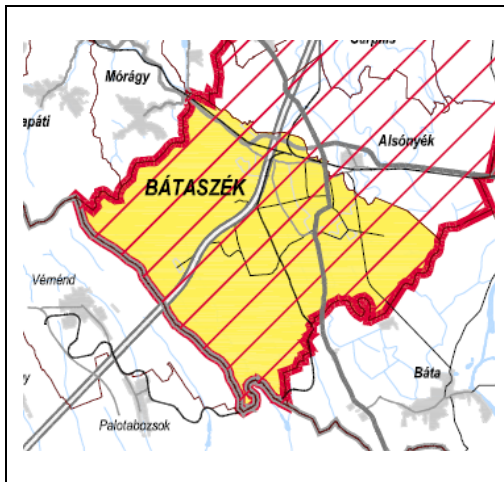 Mórágy
Alsónyék
BÁTASZÉK
Véménd
Báta
Palotabozsok